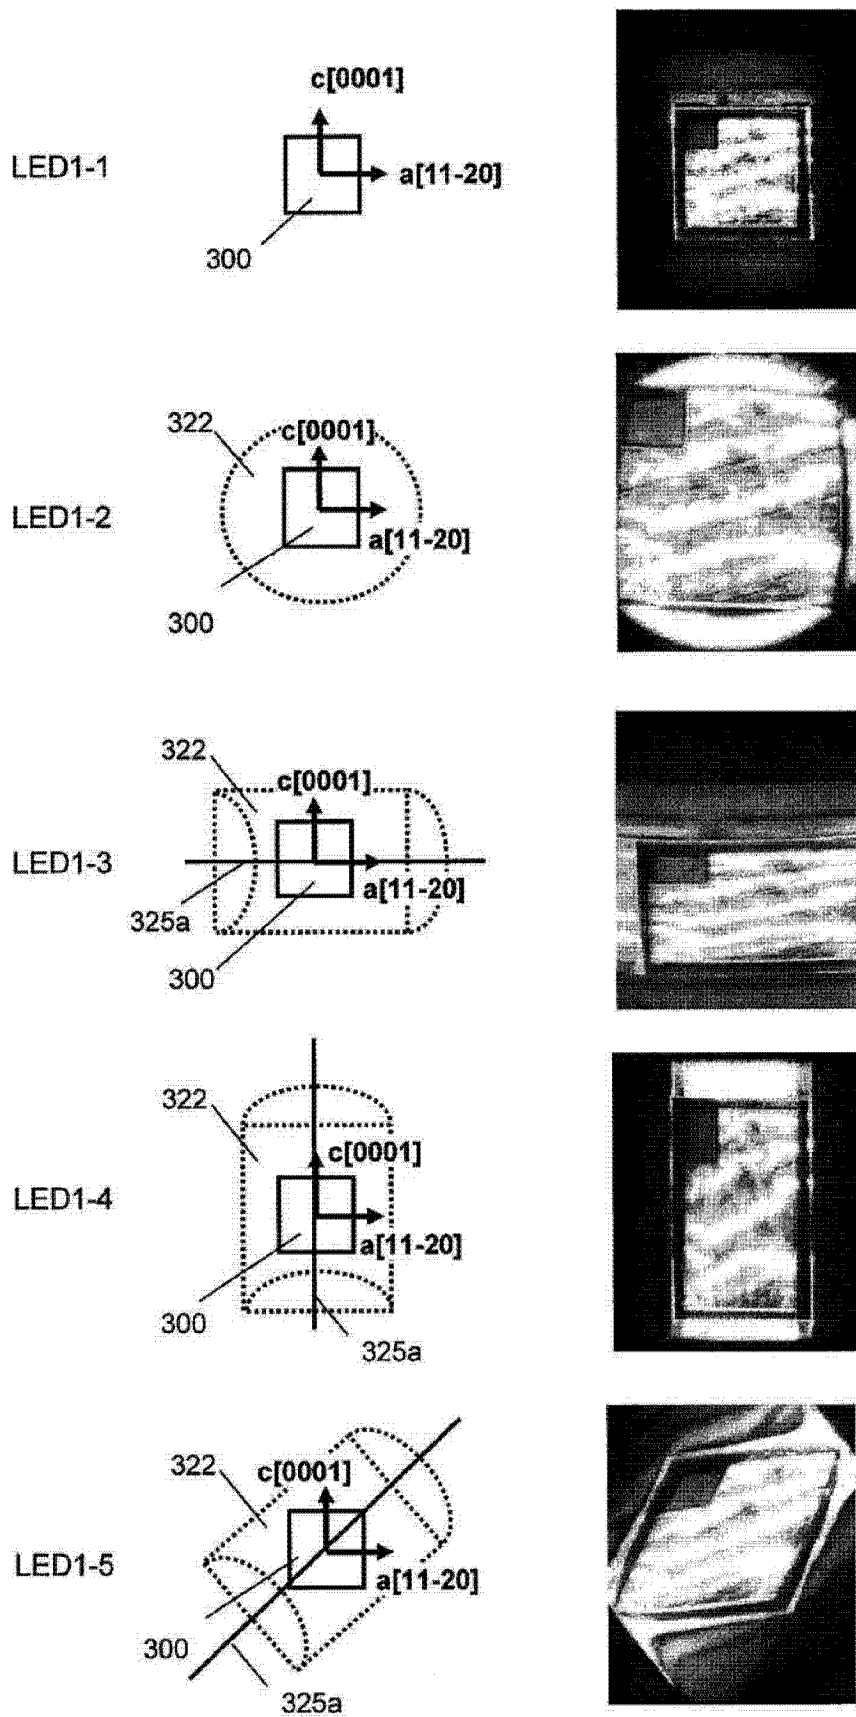 c[0001]
LED1-1
a[11-20]
300
322
c[0001]
LED1-2
a[11-20]
300
322
c[0001]
LED1-3
a[11-20]
325a
300
322
c[0001]
LED1-4
a[11-20]
300
325a
322
c[0001]
LED1-5
a[11-20]
300
325a